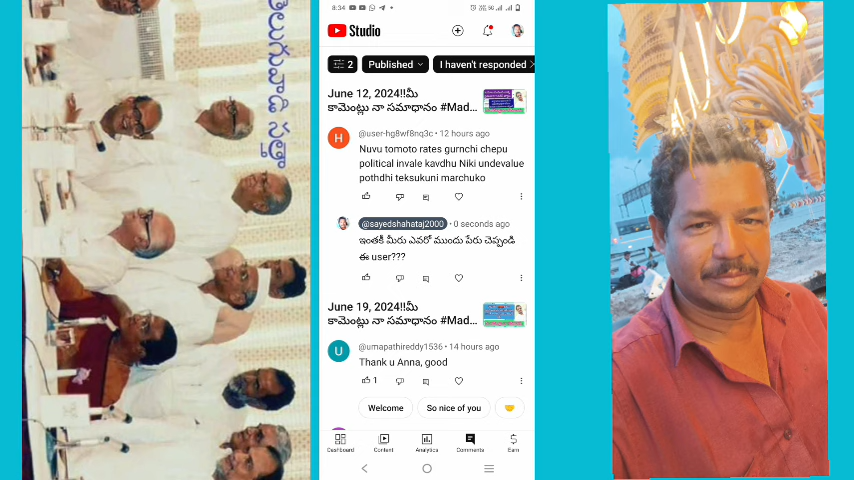 తెలుగువాడి సత్తా
8:34
Studio
2
Published
I haven't responded
June 12, 2024!!మీ
కామెంట్లు నా సమాధానం #Mad...
H
@user-hg8wf8nq3c • 12 hours ago
Nuvu tomoto rates gurnchi chepu
political invale kavdhu Niki undevalue
pothdhi teksukuni marchuko
@sayedshahataj2000 • 0 seconds ago
ఇంతకీ మీరు ఎవరో ముందు పేరు చెప్పండి
ఈ user???
June 19, 2024!!మీ
కామెంట్లు నా సమాధానం #Mad...
U
@umapathireddy1536 • 14 hours ago
Thank u Anna, good
1
Welcome
So nice of you
Dashboard
Content
Analytics
Comments
Earn